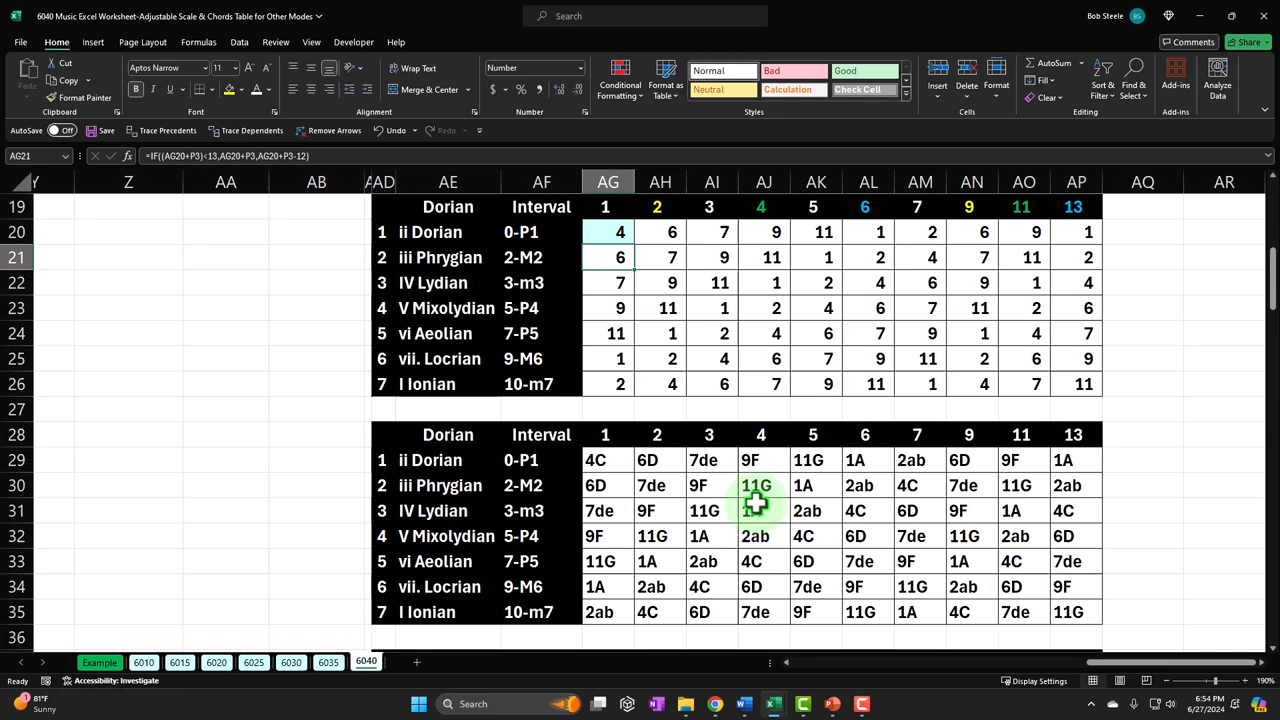 6040 Music Excel Worksheet-Adjustable Scale & Chords Table for Other Modes
Search
Bob Steele
BS
File Home Insert Page Layout Formulas Data Review View Developer Help
Comments
Share
Cut
Copy
Format Painter
Paste
Clipboard
Aptos Narrow 11
B I U
Font
Wrap Text
Merge & Center
Alignment
Number
$ % 9
Number
Conditional Formatting
Format as Table
Normal Bad Good
Neutral Calculation Check Cell
Styles
Insert Delete Format
Cells
AutoSum
Fill
Clear
Sort & Filter
Find & Select
Editing
Add-ins
Add-ins
Analyze Data
AutoSave Off Save Trace Precedents Trace Dependents Remove Arrows Undo Redo
AG21 fx =IF((AG20+P3)<13,AG20+P3,AG20+P3-12)
Y Z AA AB AD AE AF AG AH AI AJ AK AL AM AN AO AP AQ AR
19 Dorian Interval 1 2 3 4 5 6 7 9 11 13
20 1 ii Dorian 0-P1 4 6 7 9 11 1 2 6 9 1
21 2 iii Phrygian 2-M2 6 7 9 11 1 2 4 7 11 2
22 3 IV Lydian 3-m3 7 9 11 1 2 4 6 9 1 4
23 4 V Mixolydian 5-P4 9 11 1 2 4 6 7 11 2 6
24 5 vi Aeolian 7-P5 11 1 2 4 6 7 9 1 4 7
25 6 vii. Locrian 9-M6 1 2 4 6 7 9 11 2 6 9
26 7 I Ionian 10-m7 2 4 6 7 9 11 1 4 7 11
27
28 Dorian Interval 1 2 3 4 5 6 7 9 11 13
29 1 ii Dorian 0-P1 4C 6D 7de 9F 11G 1A 2ab 6D 9F 1A
30 2 iii Phrygian 2-M2 6D 7de 9F 11G 1A 2ab 4C 7de 11G 2ab
31 3 IV Lydian 3-m3 7de 9F 11G 2ab 4C 6D 9F 1A 4C
32 4 V Mixolydian 5-P4 9F 11G 1A 2ab 4C 6D 7de 11G 2ab 6D
33 5 vi Aeolian 7-P5 11G 1A 2ab 4C 6D 7de 9F 1A 4C 7de
34 6 vii. Locrian 9-M6 1A 2ab 4C 6D 7de 9F 11G 2ab 6D 9F
35 7 I Ionian 10-m7 2ab 4C 6D 7de 9F 11G 1A 4C 7de 11G
36
Example 6010 6015 6020 6025 6030 6035 6040
Ready Accessibility: Investigate Display Settings 190%
81°F
Sunny
Search
6:54 PM
6/27/2024